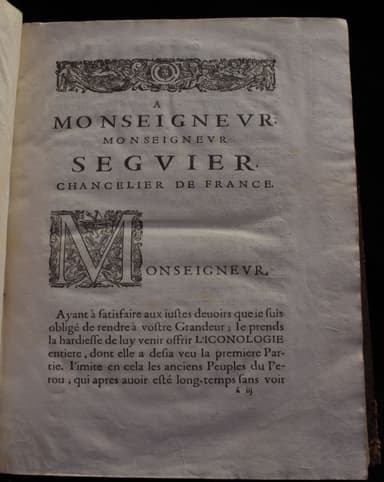 A
MONSEIGNEVR.
MONSEIGNEVR
SEGVIER.
CHANCELIER DE FRANCE.
MONSEIGNEVR,
Ayant à satisfaire aux iustes deuoirs que ie suis
obligé de rendre à vostre Grandeur; Ie prends
la hardiesse de luy venir offrir L'ICONOLOGIE
entiere, dont elle a desia veu la premiere Par-
tie. I'imite en cela les anciens Peuples du Pe-
rou, qui apres auoir esté long-temps sans voir
ã iij